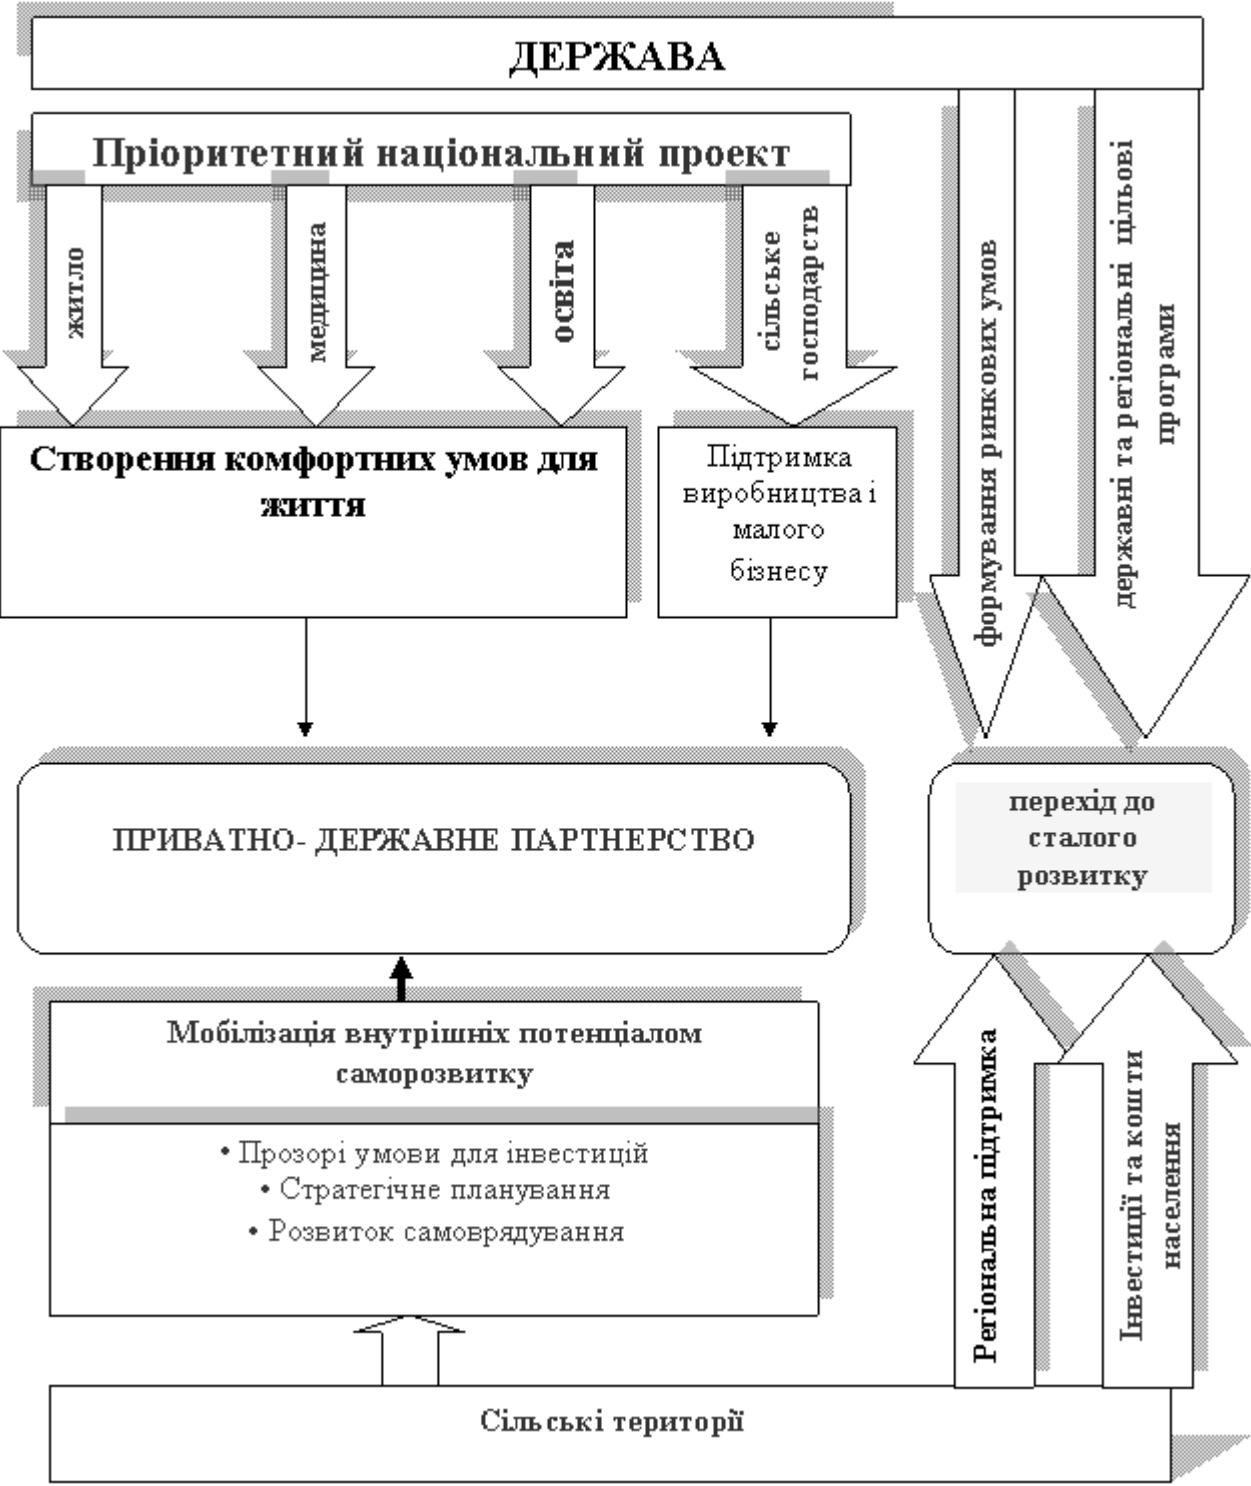 ДЕРЖАВА
Пріоритетний національний проект
житло
медицина
освіта
сільське
господарств
формування ринкових умов
державні та регіональні цільові
програми
Створення комфортних умов для
життя
Підтримка
виробництва і
малого
бізнесу
ПРИВАТНО- ДЕРЖАВНЕ ПАРТНЕРСТВО
перехід до
сталого
розвитку
Мобілізація внутрішніх потенціалом
саморозвитку
• Прозорі умови для інвестицій
• Стратегічне планування
• Розвиток самоврядування
Регіональна підтримка
Інвестиції та кошти
населення
Сільські території